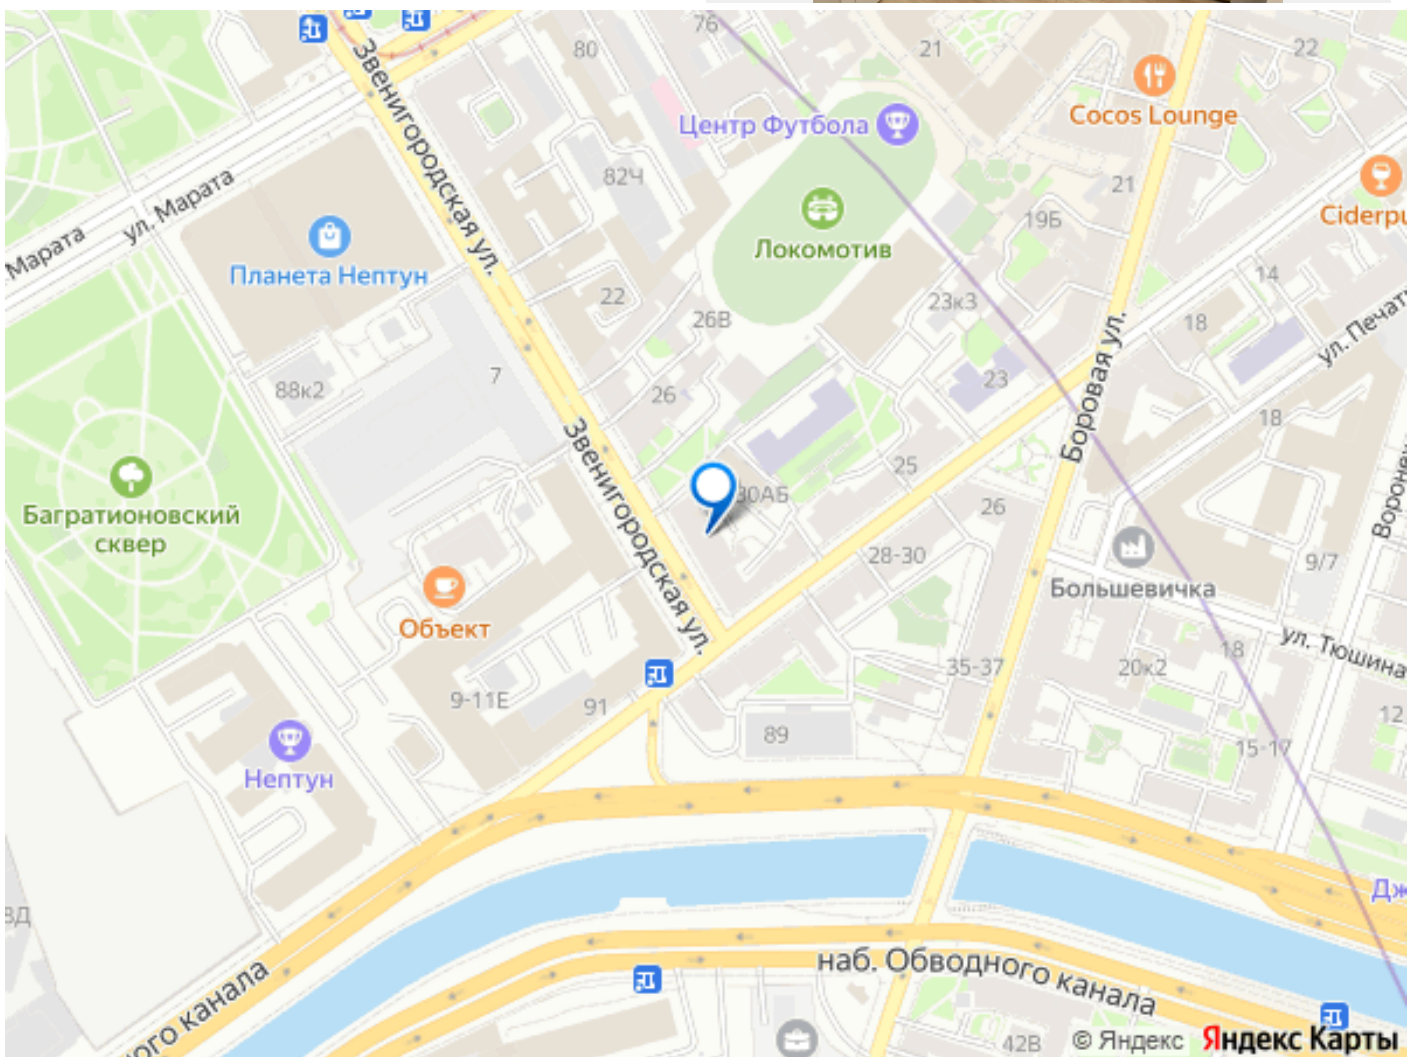 76
80
21
22
Cocos Lounge
Звенигородская ул.
Центр Футбола
82Ч
21
19Б
Ciderpu
ул. Марата
Марата
Планета Нептун
Локомотив
14
22
26В
23к3
18
ул. Печат
Боровая ул.
88к2
7
26
23
18
Звенигородская ул.
25
30АБ
26
Воронеж
Багратионовский
сквер
28-30
9/7
Большевичка
Объект
ул. Тюшина
18
35-37
20к2
9-11Е
91
89
12
15-17
Нептун
Дж
наб. Обводного канала
ого канала
42В
© Яндекс Яндекс Карты